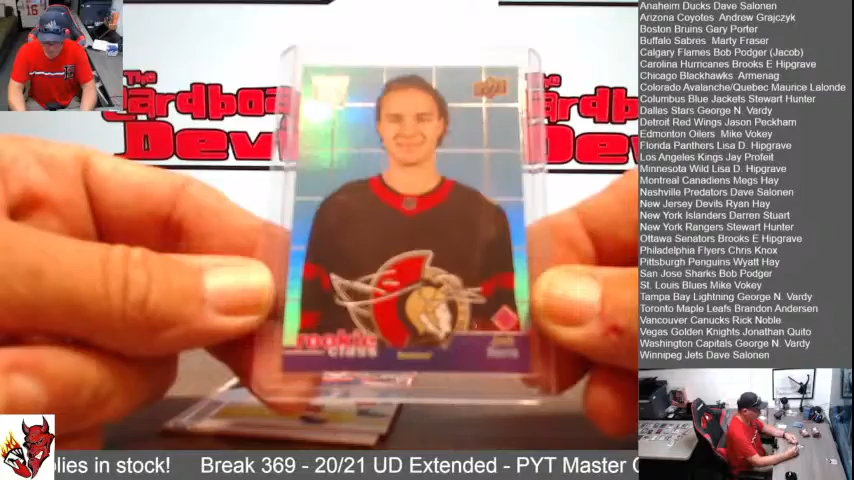 Anaheim Ducks Dave Salonen
Arizona Coyotes Andrew Grajczyk
Boston Bruins Gary Porter
Buffalo Sabres Marty Fraser
Calgary Flames Bob Podger (Jacob)
Carolina Hurricanes Brooks E Hipgrave
Chicago Blackhawks Armenag
Colorado Avalanche/Quebec Maurice Lalonde
Columbus Blue Jackets Stewart Hunter
Dallas Stars George N. Vardy
Detroit Red Wings Jason Peckham
Edmonton Oilers Mike Vokey
Florida Panthers Lisa D. Hipgrave
Los Angeles Kings Jay Profeit
Minnesota Wild Lisa D. Hipgrave
Montreal Canadiens Megs Hay
Nashville Predators Dave Salonen
New Jersey Devils Ryan Hay
New York Islanders Darren Stuart
New York Rangers Stewart Hunter
Ottawa Senators Brooks E Hipgrave
Philadelphia Flyers Chris Knox
Pittsburgh Penguins Wyatt Hay
San Jose Sharks Bob Podger
St. Louis Blues Mike Vokey
Tampa Bay Lightning George N. Vardy
Toronto Maple Leafs Brandon Andersen
Vancouver Canucks Rick Noble
Vegas Golden Knights Jonathan Quito
Washington Capitals George N. Vardy
Winnipeg Jets Dave Salonen
The
ardboa
Devi
The
ardboa
De
rookie
class
lies in stock! Break 369 - 20/21 UD Extended - PYT Master C